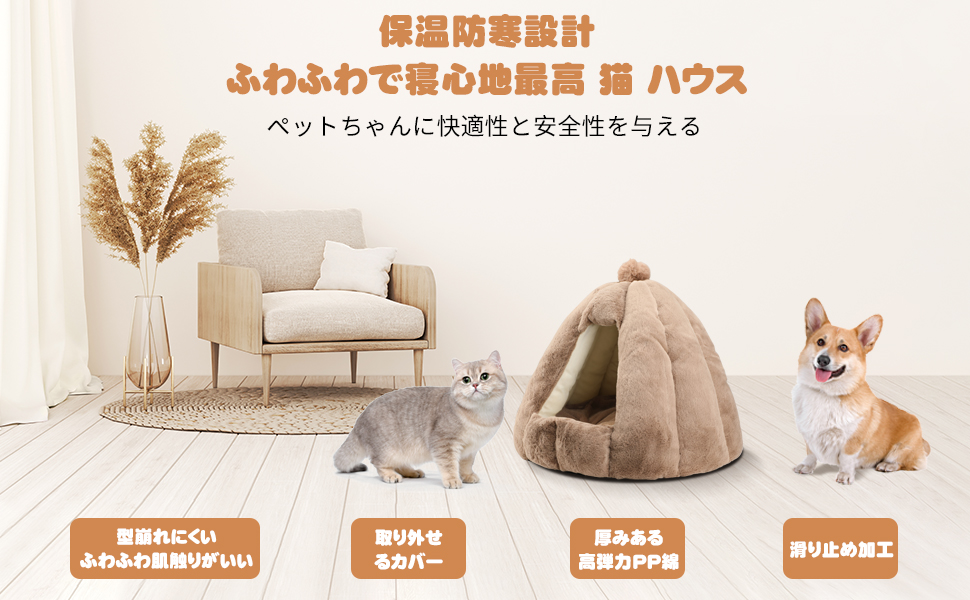 保温防寒設計
ふわふわで寝心地最高 猫 ハウス
ペットちゃんに快適性と安全性を与える
型崩れにくい
ふわふわ肌触りがいい
取り外せ
るカバー
厚みある
高弾力PP綿
滑り止め加工